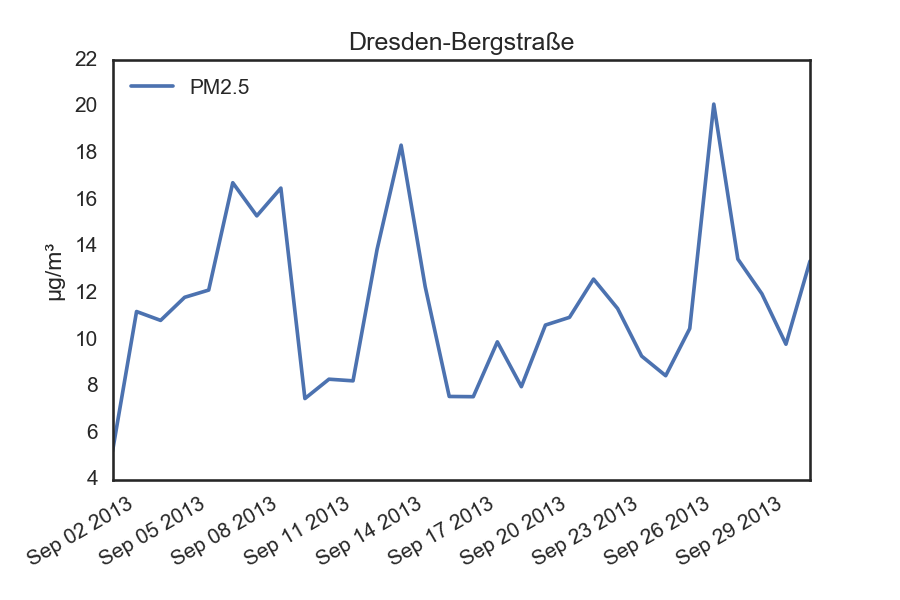 Dresden-Bergstraße
PM2.5
µg/m³
22
20
18
16
14
12
10
8
6
4
Sep 02 2013
Sep 05 2013
Sep 08 2013
Sep 11 2013
Sep 14 2013
Sep 17 2013
Sep 20 2013
Sep 23 2013
Sep 26 2013
Sep 29 2013